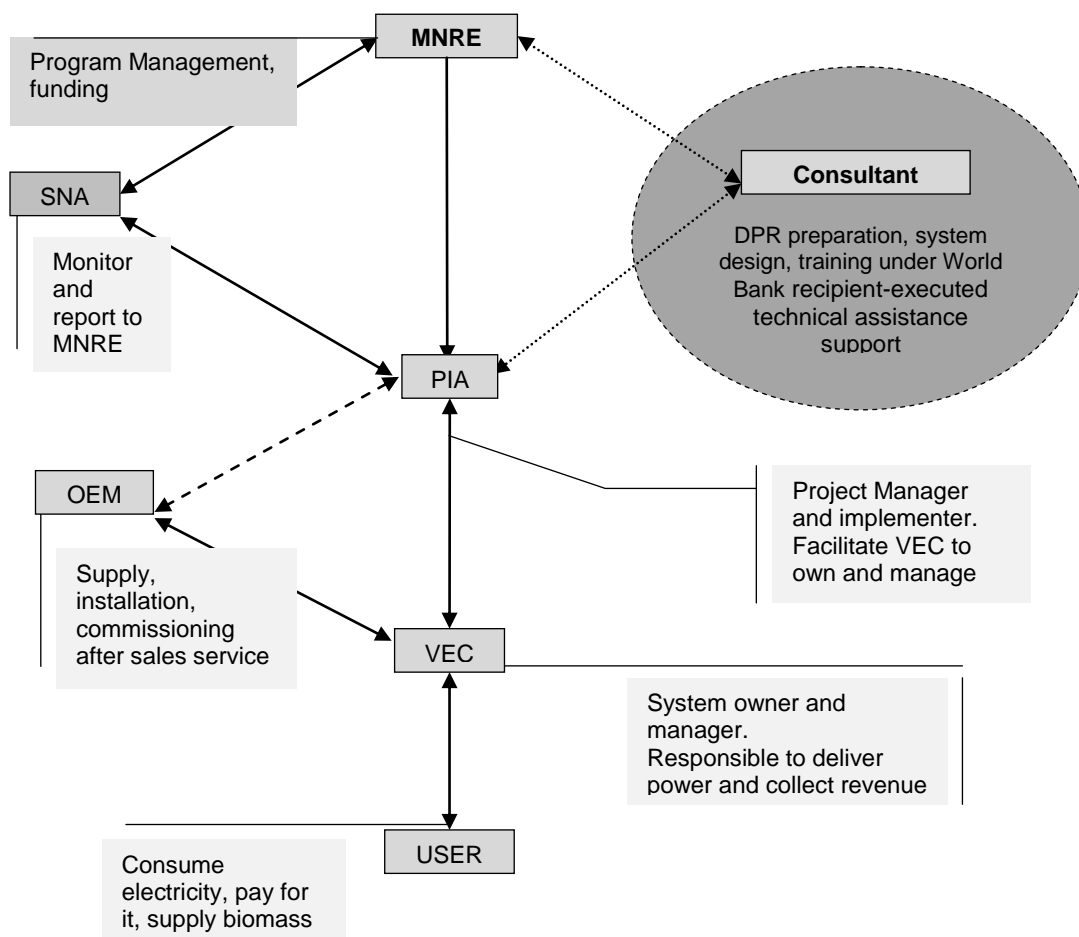 MNRE
Program Management,
funding
Consultant
DPR preparation, system
design, training under World
Bank recipient-executed
technical assistance
support
SNA
Monitor
and
report to
MNRE
PIA
OEM
Project Manager
and implementer.
Facilitate VEC to
own and manage
Supply,
installation,
commissioning
after sales service
VEC
System owner and
manager.
Responsible to deliver
power and collect revenue
USER
Consume
electricity, pay for
it, supply biomass